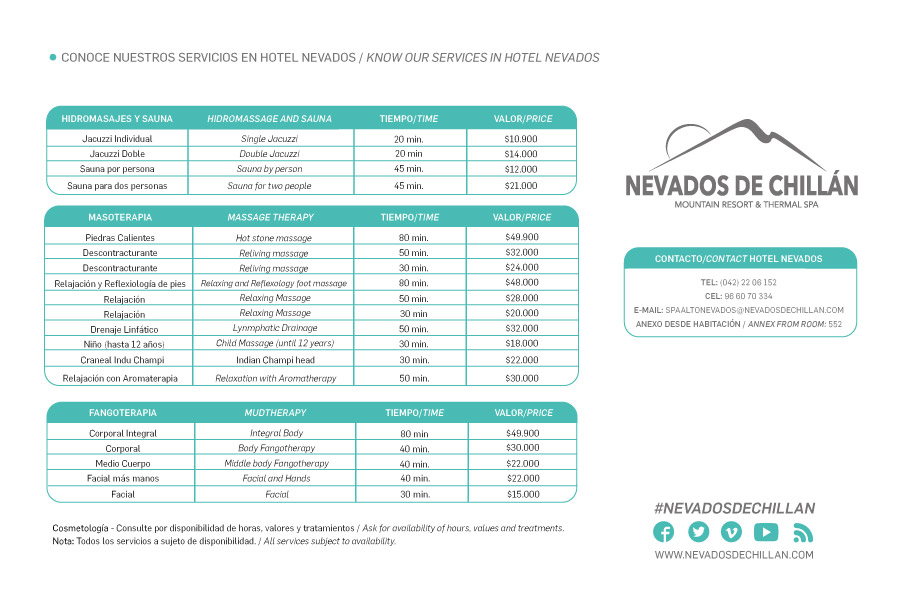 CONOCE NUESTROS SERVICIOS EN HOTEL NEVADOS / KNOW OUR SERVICES IN HOTEL NEVADOS
HIDROMASAJES Y SAUNA HIDROMASSAGE AND SAUNA TIEMPO/TIME VALOR/PRICE
Jacuzzi Individual Single Jacuzzi 20 min. $10.900
Jacuzzi Doble Double Jacuzzi 20 min $14.000
Sauna por persona Sauna by person 45 min. $12.000
Sauna para dos personas Sauna for two people 45 min. $21.000
MASOTERAPIA MASSAGE THERAPY TIEMPO/TIME VALOR/PRICE
Piedras Calientes Hot stone massage 80 min. $49.900
Descontracturante Reliving massage 50 min. $32.000
Descontracturante Reliving massage 30 min. $24.000
Relajación y Reflexiología de pies Relaxing and Reflexology foot massage 80 min. $48.000
Relajación Relaxing Massage 50 min. $28.000
Relajación Relaxing Massage 30 min. $20.000
Drenaje Linfático Lynmphatic Drainage 50 min. $32.000
Niño (hasta 12 años) Child Massage (until 12 years) 30 min. $18.000
Craneal Indu Champi Indian Champi head 30 min. $22.000
Relajación con Aromaterapia Relaxation with Aromatherapy 50 min. $30.000
FANGOTERAPIA MUDTHERAPY TIEMPO/TIME VALOR/PRICE
Corporal Integral Integral Body 80 min $49.900
Corporal Body Fangotherapy 40 min. $30.000
Medio Cuerpo Middle body Fangotherapy 40 min. $22.000
Facial más manos Facial and Hands 40 min. $22.000
Facial Facial 30 min. $15.000
Cosmetología - Consulte por disponibilidad de horas, valores y tratamientos / Ask for availability of hours, values and treatments.
Nota: Todos los servicios a sujeto de disponibilidad. / All services subject to availability.
NEVADOS DE CHILLÁN
MOUNTAIN RESORT & THERMAL SPA
CONTACTO/CONTACT HOTEL NEVADOS
TEL: (042) 22 06 152
CEL: 96 60 70 334
E-MAIL: SPAALTONEVADOS@NEVADOSDECHILLAN.COM
ANEXO DESDE HABITACIÓN / ANNEX FROM ROOM: 552
#NEVADOSDECHILLAN
WWW.NEVADOSDECHILLAN.COM